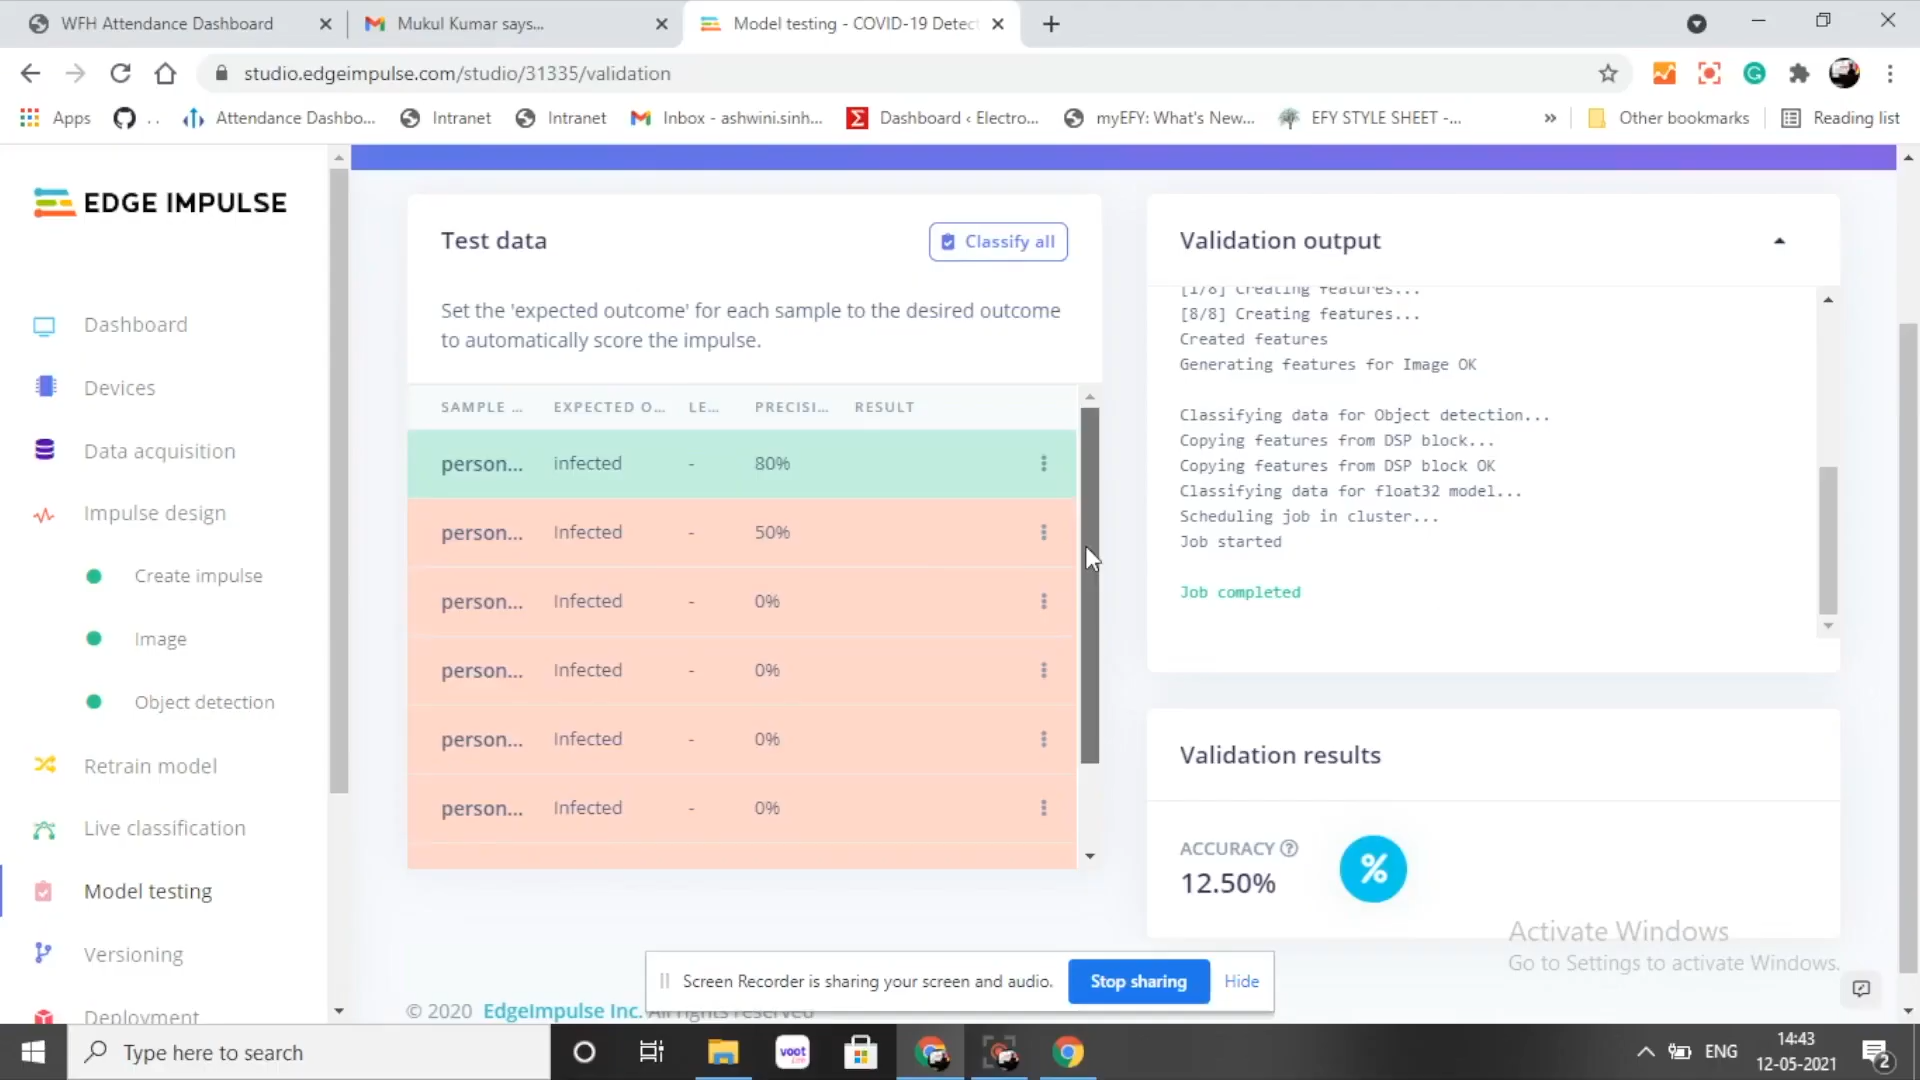 WFH Attendance Dashboard
Mukul Kumar says...
Model testing - COVID-19 Detec
studio.edgeimpulse.com/studio/31335/validation
Apps
..
Attendance Dashbo...
Intranet
Intranet
Inbox - ashwini.sinh...
Dashboard ‹ Electro...
myEFY: What's New...
EFY STYLE SHEET -...
»
Other bookmarks
Reading list
EDGE IMPULSE
Dashboard
Devices
Data acquisition
Impulse design
Create impulse
Image
Object detection
Retrain model
Live classification
Model testing
Versioning
Deployment
Test data
Classify all
Set the 'expected outcome' for each sample to the desired outcome
to automatically score the impulse.
SAMPLE ... EXPECTED O... LE... PRECISI... RESULT
person... infected - 80%
person... Infected - 50%
person... Infected - 0%
person... Infected - 0%
person... Infected - 0%
person... Infected - 0%
Validation output
[1/8] Creating features...
[8/8] Creating features...
Created features
Generating features for Image OK
Classifying data for Object detection...
Copying features from DSP block...
Copying features from DSP block OK
Classifying data for float32 model...
Scheduling job in cluster...
Job started
Job completed
Validation results
ACCURACY ?
12.50%
%
Activate Windows
Go to Settings to activate Windows.
Screen Recorder is sharing your screen and audio.
Stop sharing
Hide
© 2020 EdgeImpulse Inc. All rights reserved
Type here to search
voot
ENG
14:43
12-05-2021
2